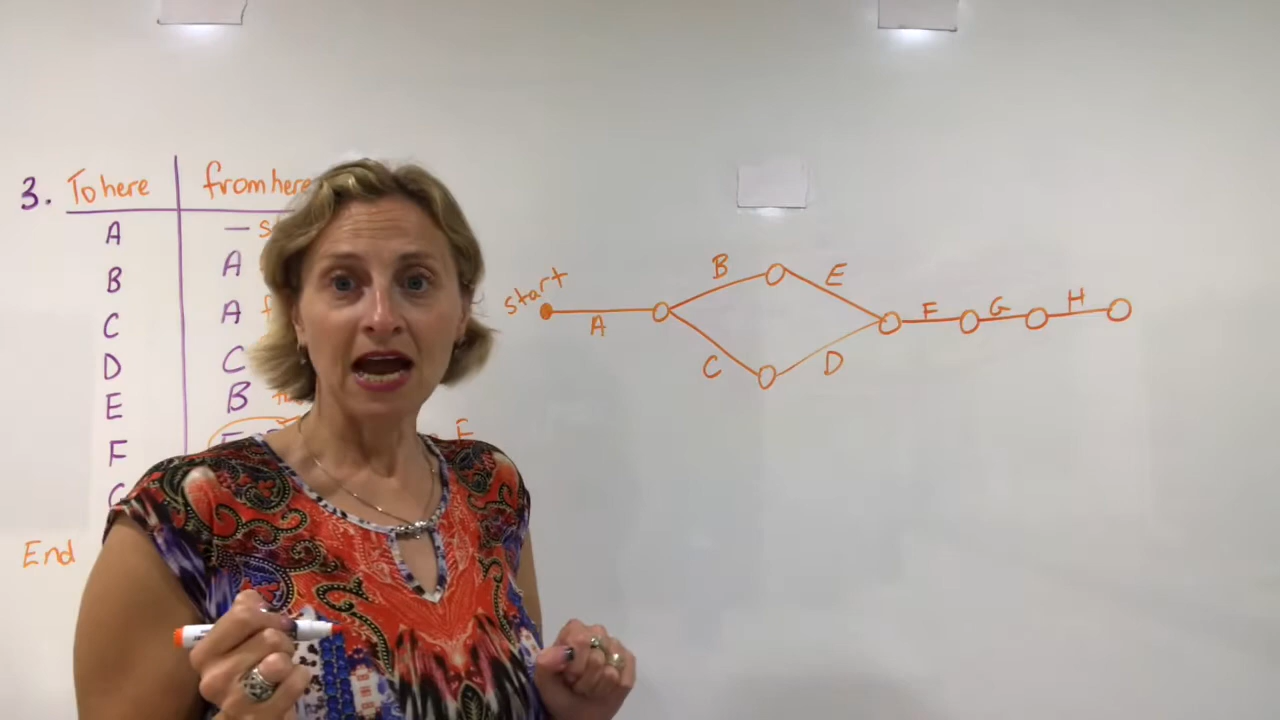 3. To here from here
A —
B A
C A
D C
E B
F E
G
End
start
A
B
E
C
D
F
G
H